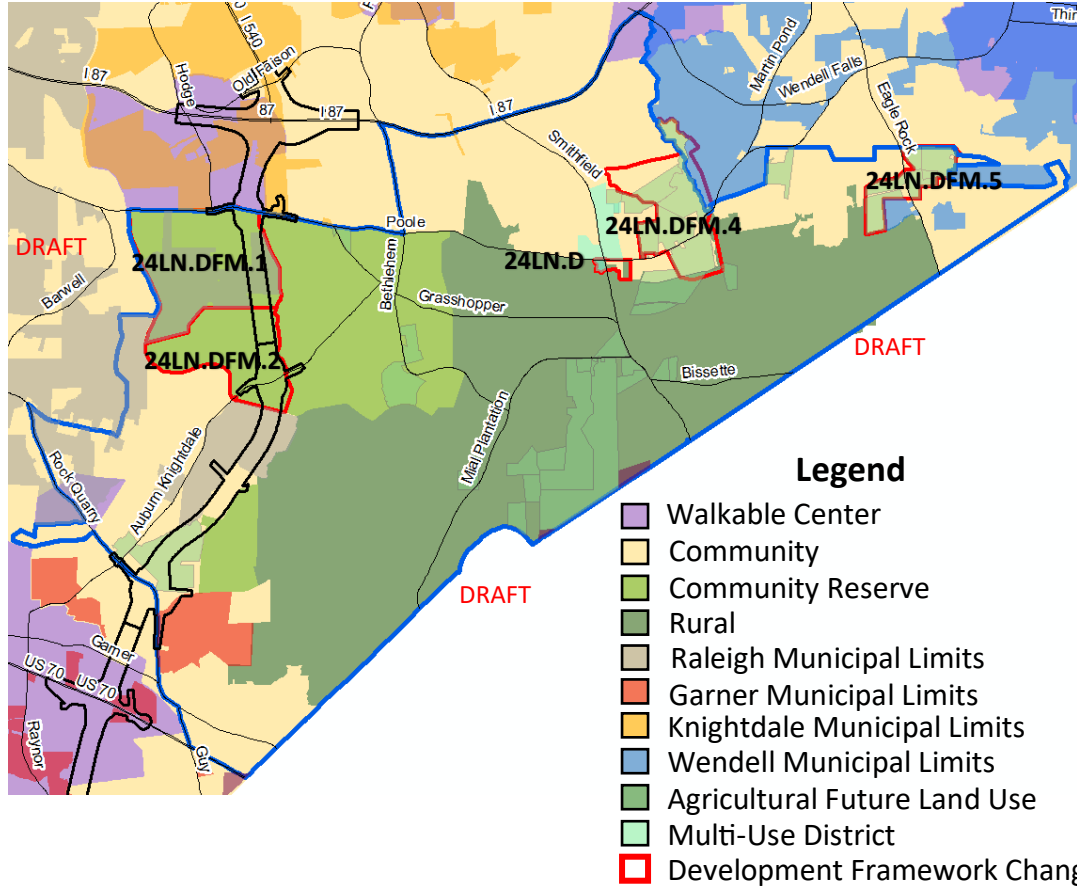 I 540
I 87
Hodge
Old Faison
87
I 87
I 87
Martin Pond
Wendell Falls
Eagle Rock
Smithfield
24LN.DFM.5
Poole
24LN.DFM.4
DRAFT
24LN.DFM.1
24LN.D
Barwell
Bethlehem
Grasshopper
DRAFT
24LN.DFM.2
Bissette
Rock Quarry
Auburn Knightdale
Mial Plantation
DRAFT
Garner
US 70
US 70
Raynor
Guy
Legend
Walkable Center
Community
Community Reserve
Rural
Raleigh Municipal Limits
Garner Municipal Limits
Knightdale Municipal Limits
Wendell Municipal Limits
Agricultural Future Land Use
Multi-Use District
Development Framework Chang